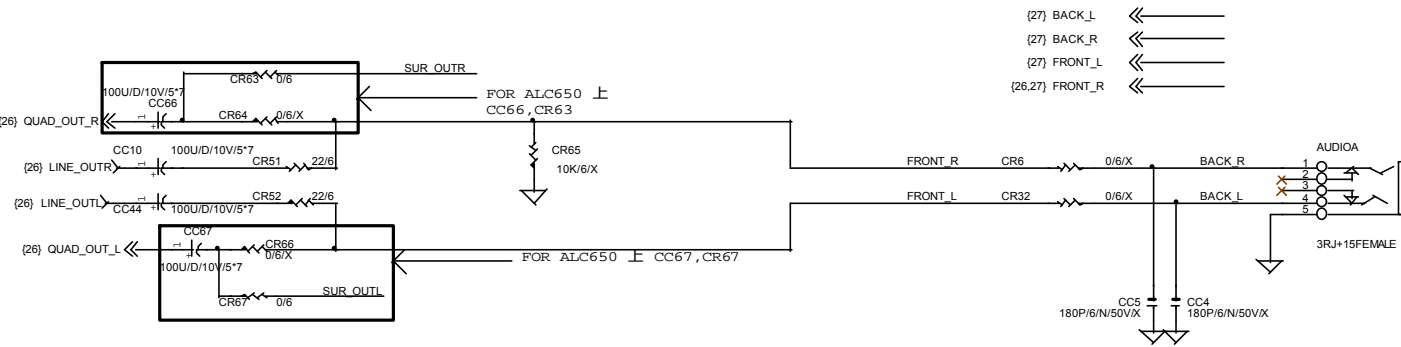 {27} BACK_L
{27} BACK_R
{27} FRONT_L
{26,27} FRONT_R
SUR_OUTR
CR63 0/6
100U/D/10V/5*7
CC66
1
+
FOR ALC650 上
CC66,CR63
{26} QUAD_OUT_R
CR64 0/6/X
CR65
10K/6/X
CC10
1
+
100U/D/10V/5*7
{26} LINE_OUTR
CR51 22/6
{26} LINE_OUTL
CC44
1
+
100U/D/10V/5*7
CR52 22/6
CC67
1
+
100U/D/10V/5*7
{26} QUAD_OUT_L
CR66
0/6/X
FOR ALC650 上 CC67,CR67
CR67 0/6
SUR_OUTL
FRONT_R CR6 0/6/X BACK_R
FRONT_L CR32 0/6/X BACK_L
AUDIOA
1
2
3
4
5
3RJ+15FEMALE
CC5
180P/6/N/50V/X
CC4
180P/6/N/50V/X